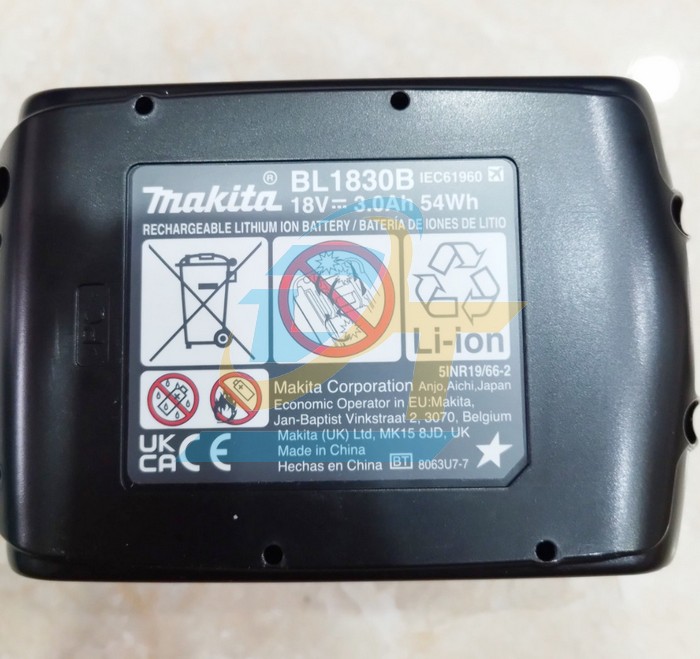 makita® BL1830B IEC61960
18V 3.0Ah 54Wh
RECHARGEABLE LITHIUM ION BATTERY / BATERÍA DE IONES DE LITIO
Li-ion
5INR19/66-2
Makita Corporation Anjo,Aichi,Japan
Economic Operator in EU:Makita,
Jan-Baptist Vinkstraat 2, 3070, Belgium
Makita (UK) Ltd, MK15 8JD, UK
Made in China
Hechas en China BT 8063U7-7
UK
CA CE
PC